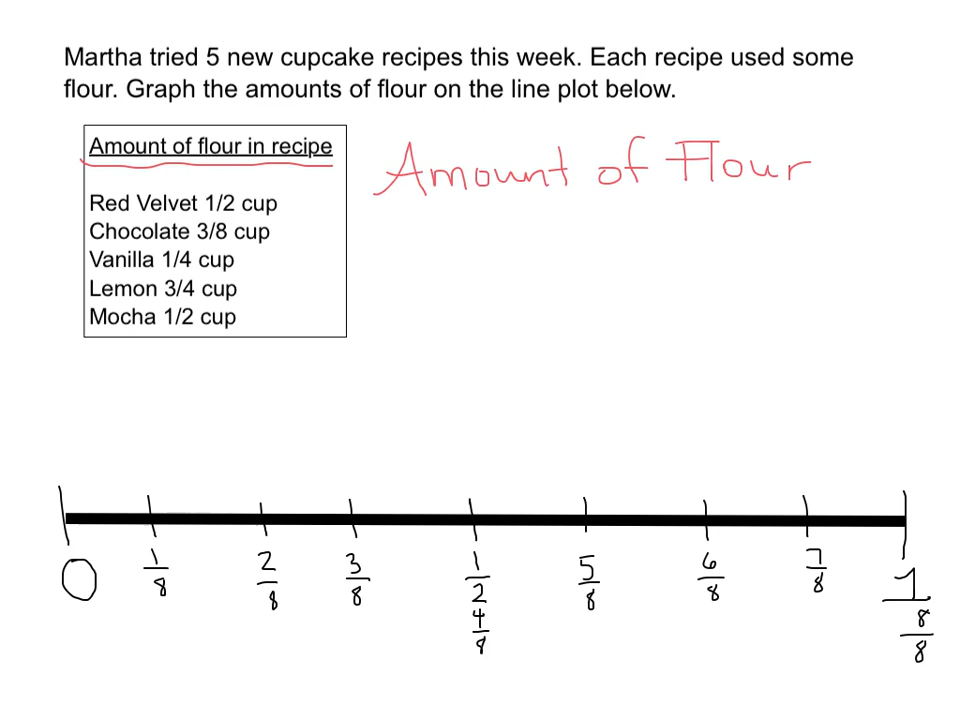 Martha tried 5 new cupcake recipes this week. Each recipe used some
flour. Graph the amounts of flour on the line plot below.
Amount of flour in recipe
Amount of Flour
Red Velvet 1/2 cup
Chocolate 3/8 cup
Vanilla 1/4 cup
Lemon 3/4 cup
Mocha 1/2 cup
0 1/8 2/8 3/8 1/2 5/8 6/8 7/8 1
4/8 8/8